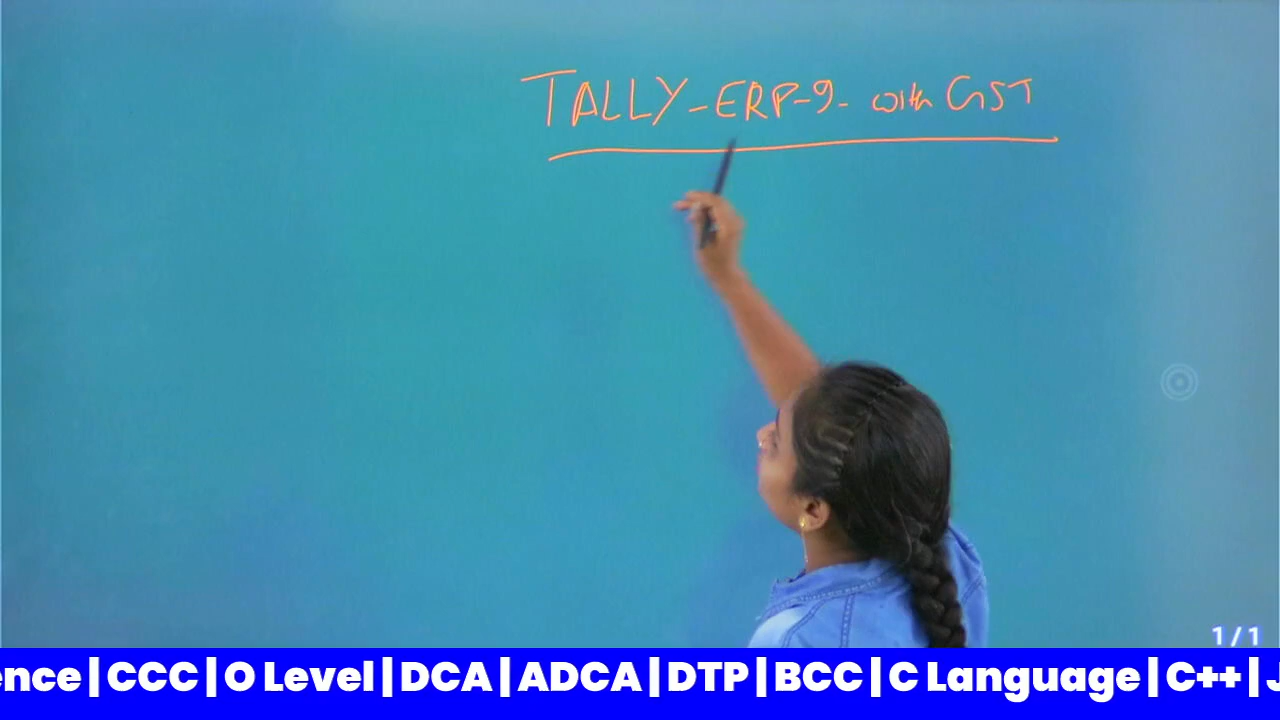 TALLY-ERP-9- with GST
1 / 1
ence | CCC | O Level | DCA | ADCA | DTP | BCC | C Language | C++ | J